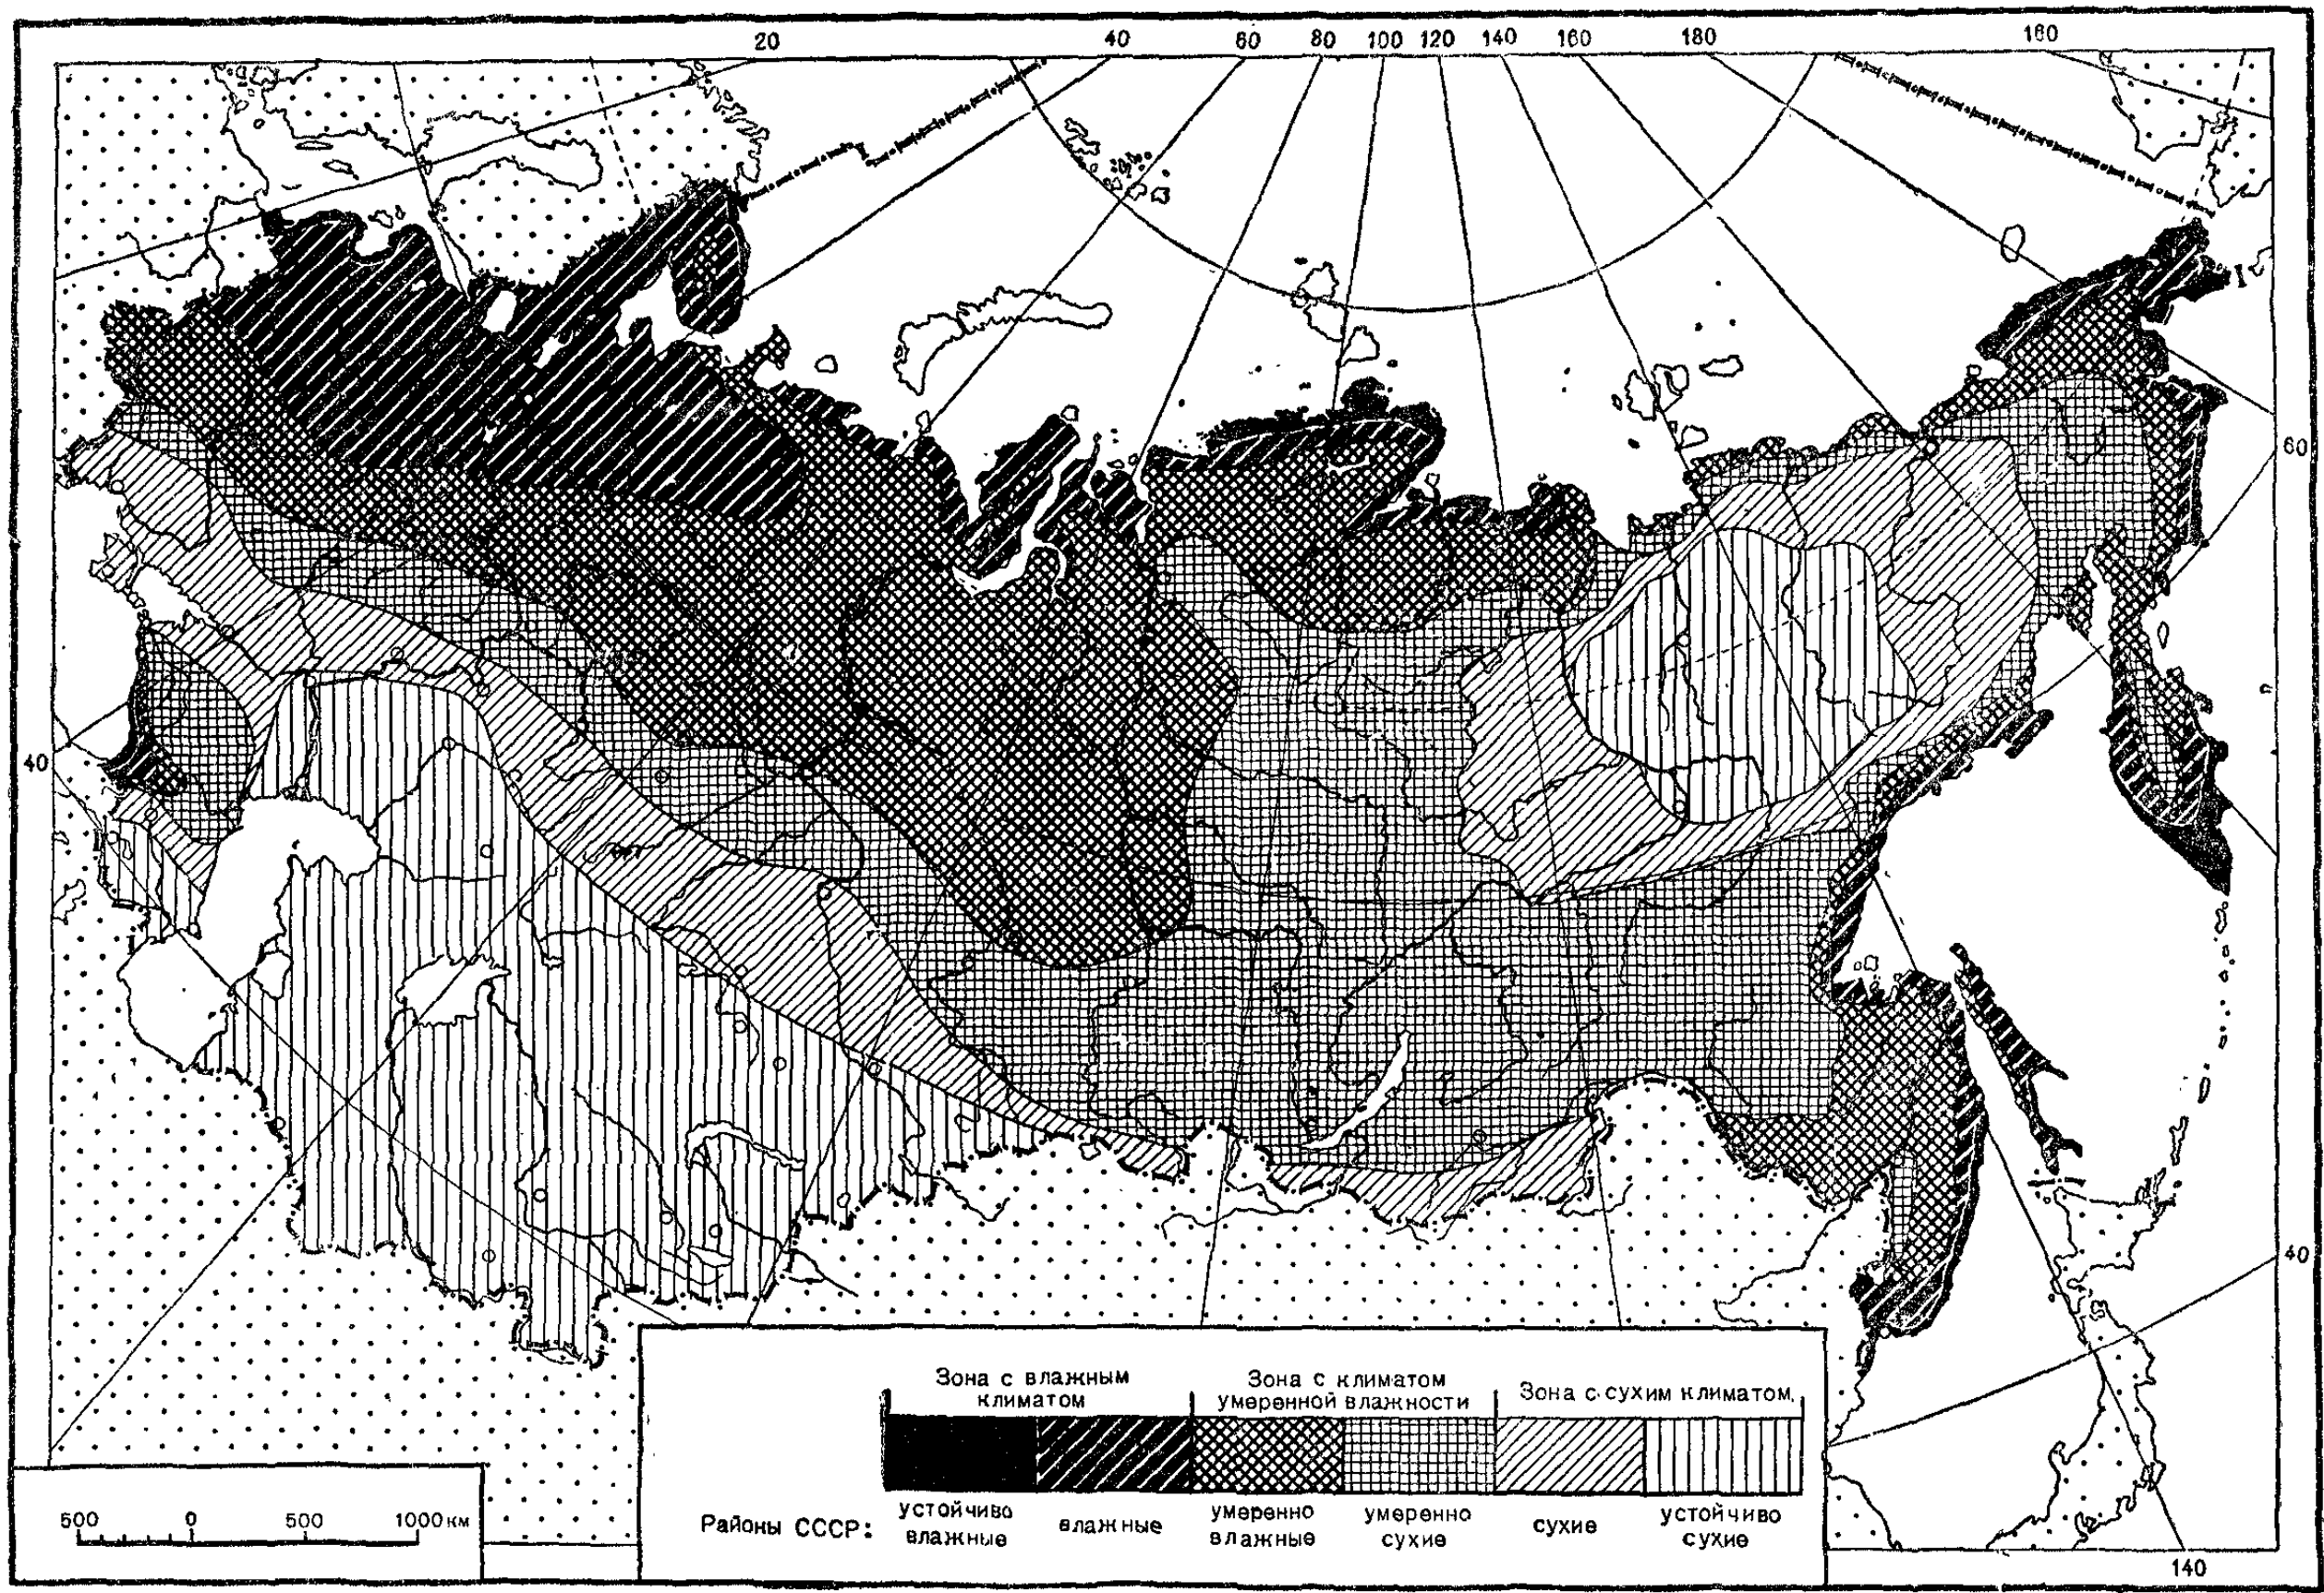 20 40 60 80 100 120 140 160 180 160
60
40
40
140
Зона с влажным
климатом
Зона с климатом
умеренной влажности
Зона с сухим климатом
Районы СССР:
устойчиво
влажные
влажные
умеренно
влажные
умеренно
сухие
сухие
устойчиво
сухие
500 0 500 1000 км